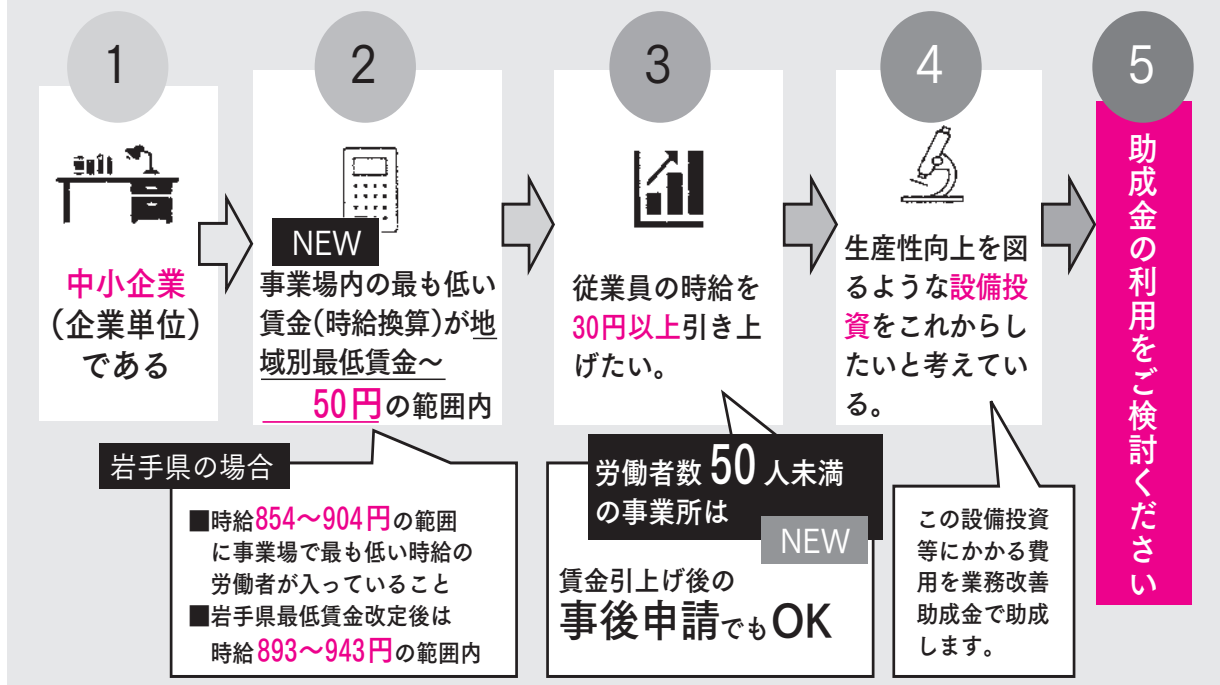 1
中小企業
(企業単位)
である
2
NEW
事業場内の最も低い
賃金(時給換算)が地
域別最低賃金～
50円の範囲内
岩手県の場合
■時給854～904円の範囲
に事業場で最も低い時給の
労働者が入っていること
■岩手県最低賃金改定後は
時給893～943円の範囲内
3
従業員の時給を
30円以上引き上
げたい。
労働者数50人未満
の事業所は
NEW
賃金引上げ後の
事後申請でもOK
4
生産性向上を図
るような設備投
資をこれからし
たいと考えてい
る。
この設備投資
等にかかる費
用を業務改善
助成金で助成
します。
5
助成金の利用をご検討ください